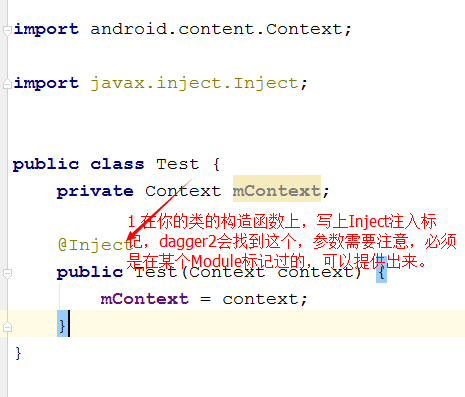 import android.content.Context;
import javax.inject.Inject;
public class Test {
private Context mContext;
1 在你的类的构造函数上，写上Inject注入标
记，dagger2会找到这个，参数需要注意，必须
是在某个Module标记过的，可以提供出来。
@Inject
public Test(Context context) {
mContext = context;
}
}